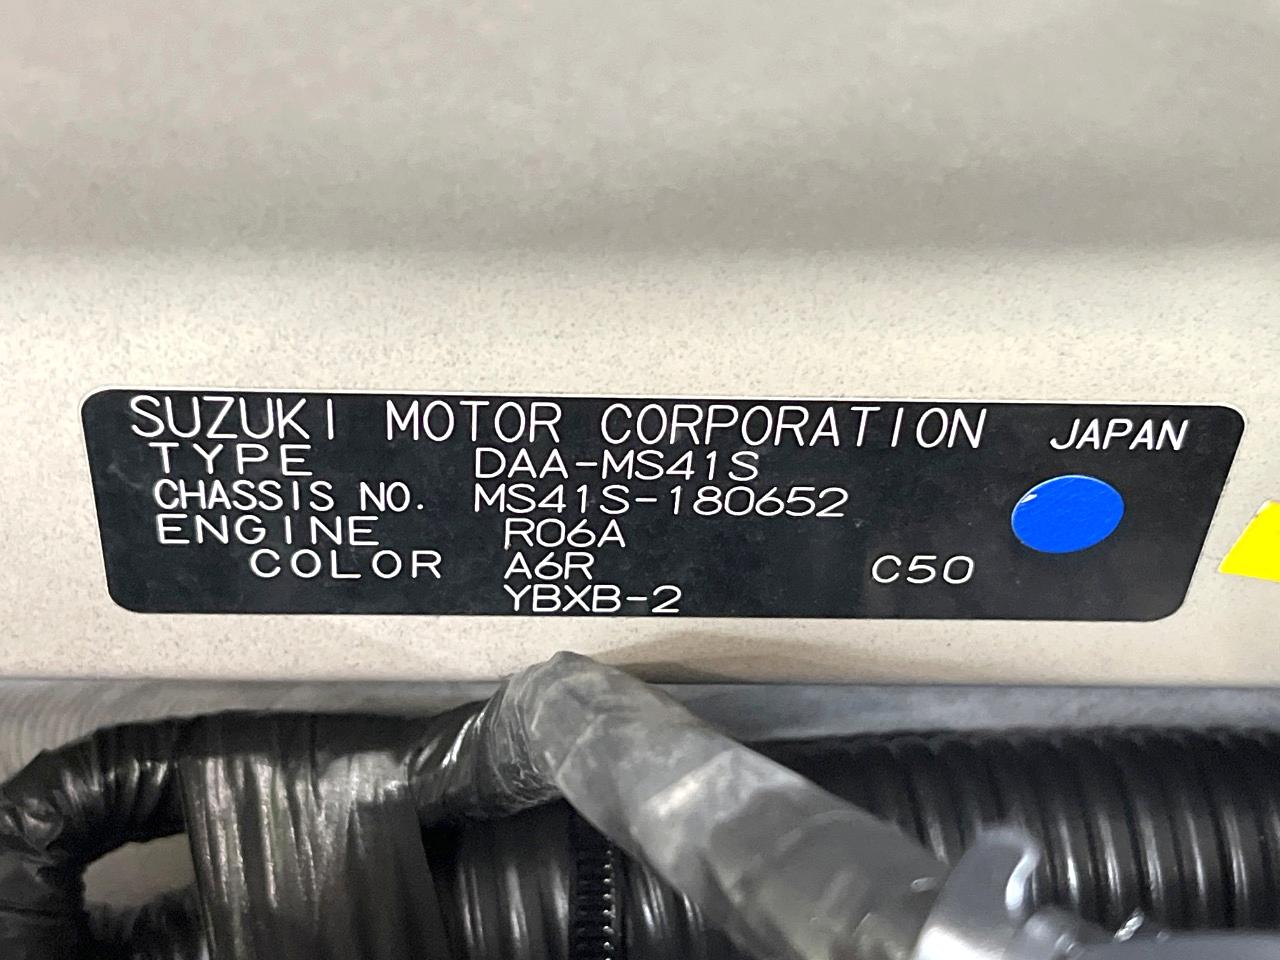 SUZUKI MOTOR CORPORATION JAPAN
TYPE DAA-MS41S
CHASSIS NO. MS41S-180652
ENGINE R06A
COLOR A6R C50
YBXB-2